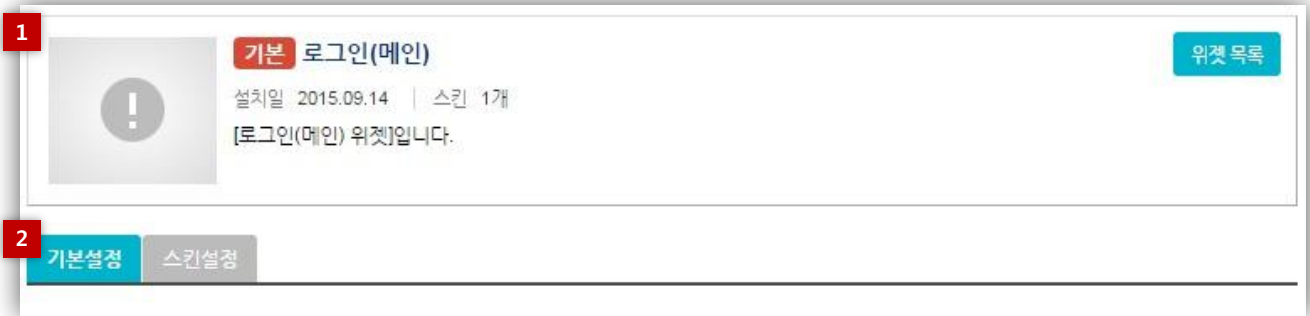 1
기본 로그인(메인)
위젯 목록
설치일 2015.09.14 | 스킨 1개
[로그인(메인) 위젯]입니다.
2
기본설정 스킨설정